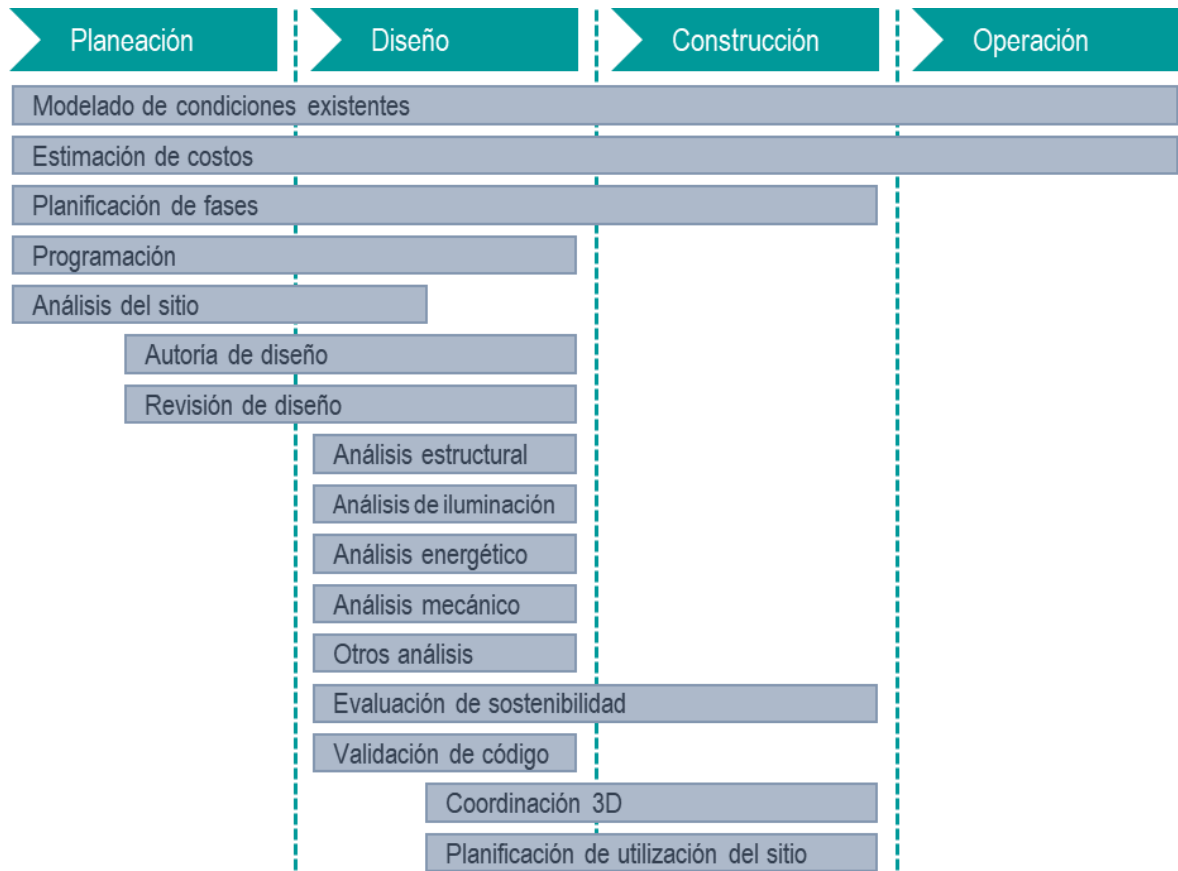 Planeación
Diseño
Construcción
Operación
Modelado de condiciones existentes
Estimación de costos
Planificación de fases
Programación
Análisis del sitio
Autoría de diseño
Revisión de diseño
Análisis estructural
Análisis de iluminación
Análisis energético
Análisis mecánico
Otros análisis
Evaluación de sostenibilidad
Validación de código
Coordinación 3D
Planificación de utilización del sitio